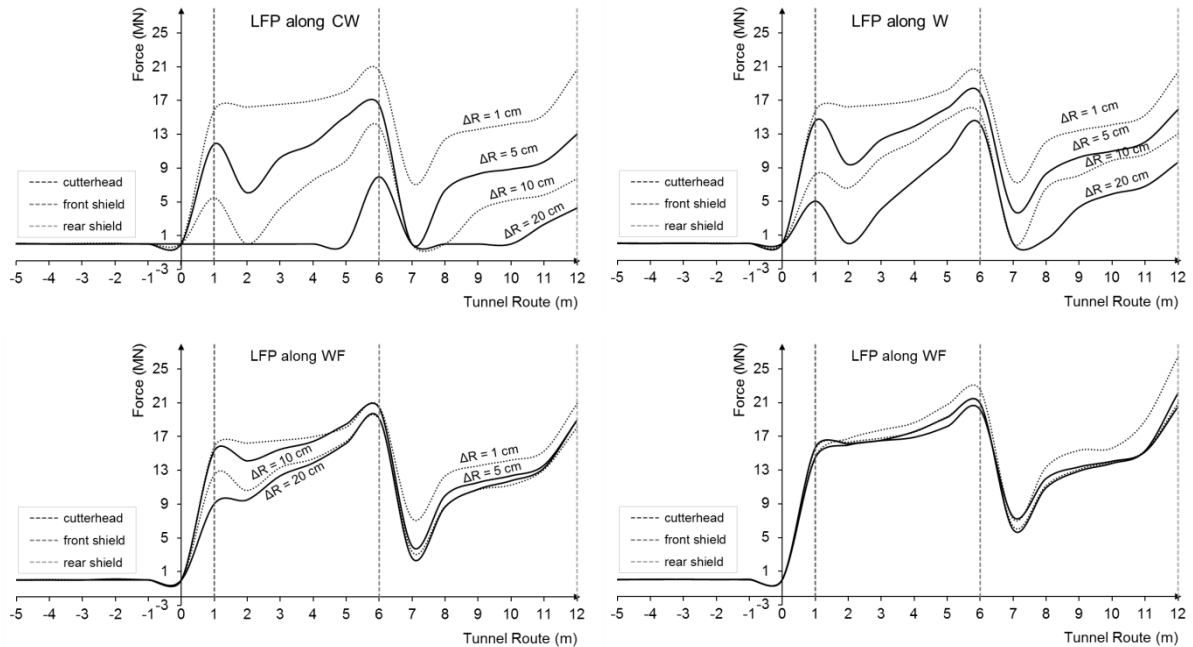 LFP along CW
Force (MN)
25
21
17
13
9
5
1
-3
ΔR = 1 cm
ΔR = 5 cm
ΔR = 10 cm
ΔR = 20 cm
cutterhead
front shield
rear shield
-5 -4 -3 -2 -1 0 1 2 3 4 5 6 7 8 9 10 11 12
Tunnel Route (m)
LFP along W
Force (MN)
25
21
17
13
9
5
1
-3
ΔR = 1 cm
ΔR = 5 cm
ΔR = 10 cm
ΔR = 20 cm
cutterhead
front shield
rear shield
-5 -4 -3 -2 -1 0 1 2 3 4 5 6 7 8 9 10 11 12
Tunnel Route (m)
LFP along WF
Force (MN)
25
21
17
13
9
5
1
-3
ΔR = 10 cm
ΔR = 20 cm
ΔR = 1 cm
ΔR = 5 cm
cutterhead
front shield
rear shield
-5 -4 -3 -2 -1 0 1 2 3 4 5 6 7 8 9 10 11 12
Tunnel Route (m)
LFP along WF
Force (MN)
25
21
17
13
9
5
1
-3
cutterhead
front shield
rear shield
-5 -4 -3 -2 -1 0 1 2 3 4 5 6 7 8 9 10 11 12
Tunnel Route (m)